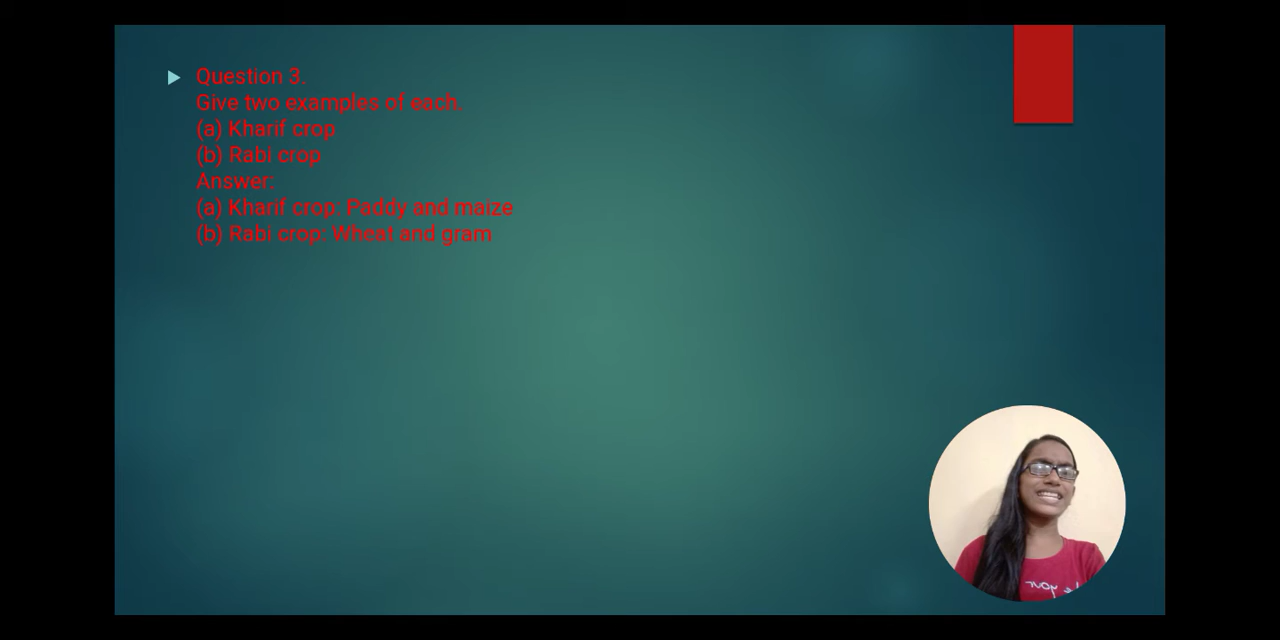 Question 3.
Give two examples of each.
(a) Kharif crop
(b) Rabi crop
Answer:
(a) Kharif crop: Paddy and maize
(b) Rabi crop: Wheat and gram